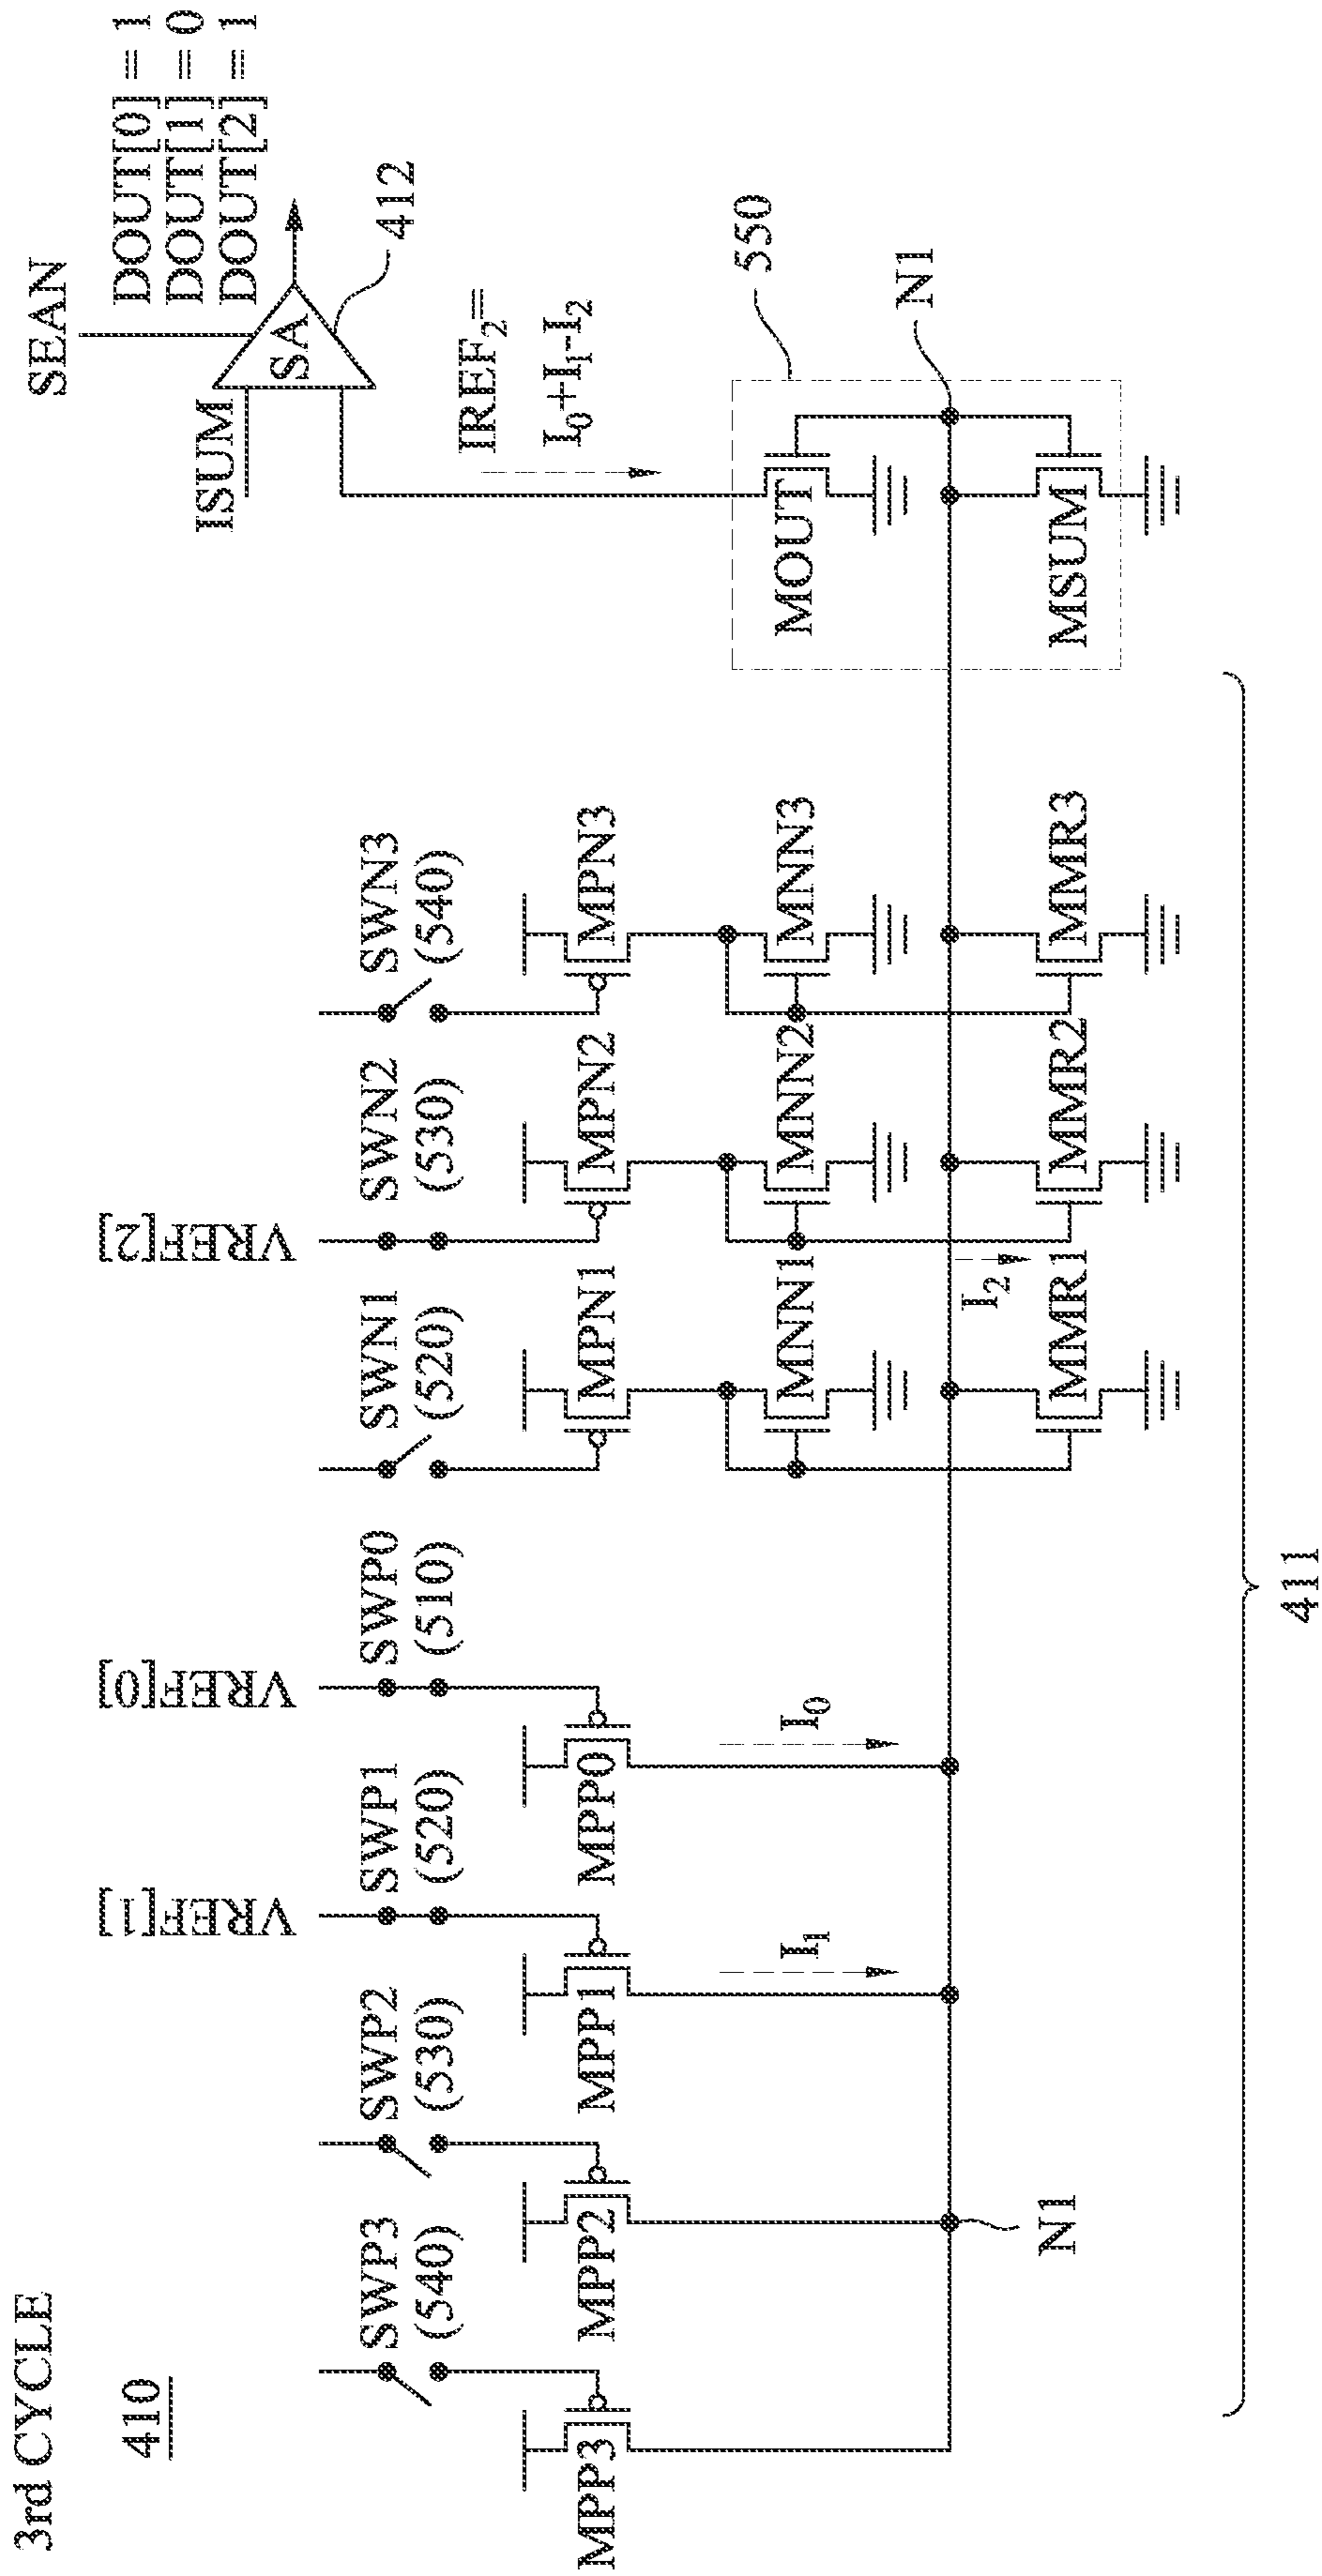 3rd CYCLE
410
SEAN
DOUT[0] = 1
DOUT[1] = 0
DOUT[2] = 1
ISUM
SA
412
VREF[1]
VREF[0]
VREF[2]
SWP3
(540)
SWP2
(530)
SWP1
(520)
SWP0
(510)
SWN1
(520)
SWN2
(530)
SWN3
(540)
IREF₂=
I₀+I₁-I₂
MPP3
MPP2
MPP1
MPP0
MPN1
MPN2
MPN3
550
I₁
I₀
MNN1
MNN2
MNN3
MOUT
N1
I₂
N1
MMR1
MMR2
MMR3
MSUM
411